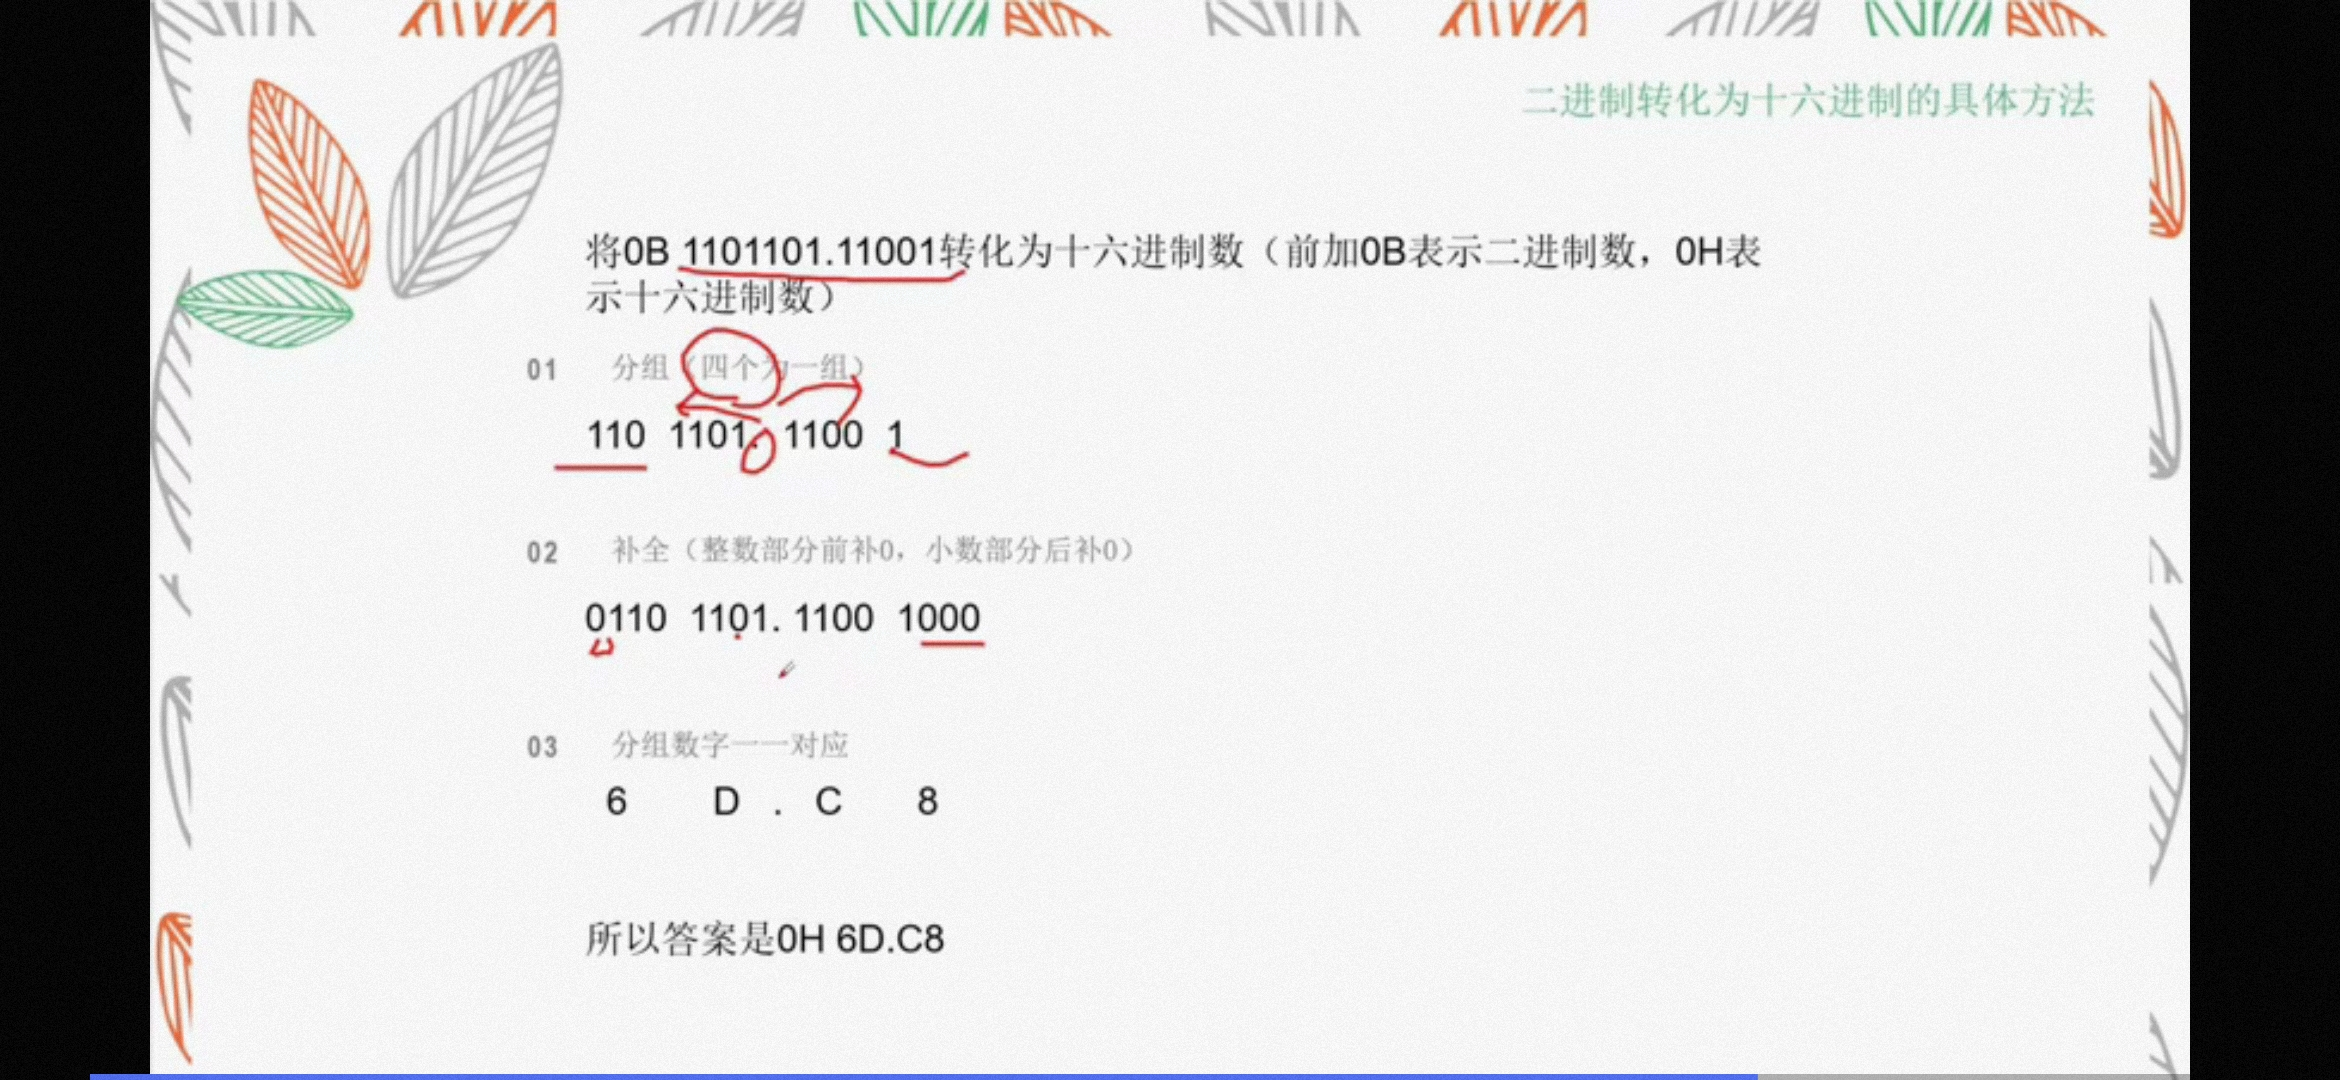 二进制转化为十六进制的具体方法
将0B 1101101.11001转化为十六进制数（前加0B表示二进制数，0H表
示十六进制数）
01 分组（四个为一组）
110 1101. 1100 1
02 补全（整数部分前补0，小数部分后补0）
0110 1101. 1100 1000
03 分组数字一一对应
6 D . C 8
所以答案是0H 6D.C8